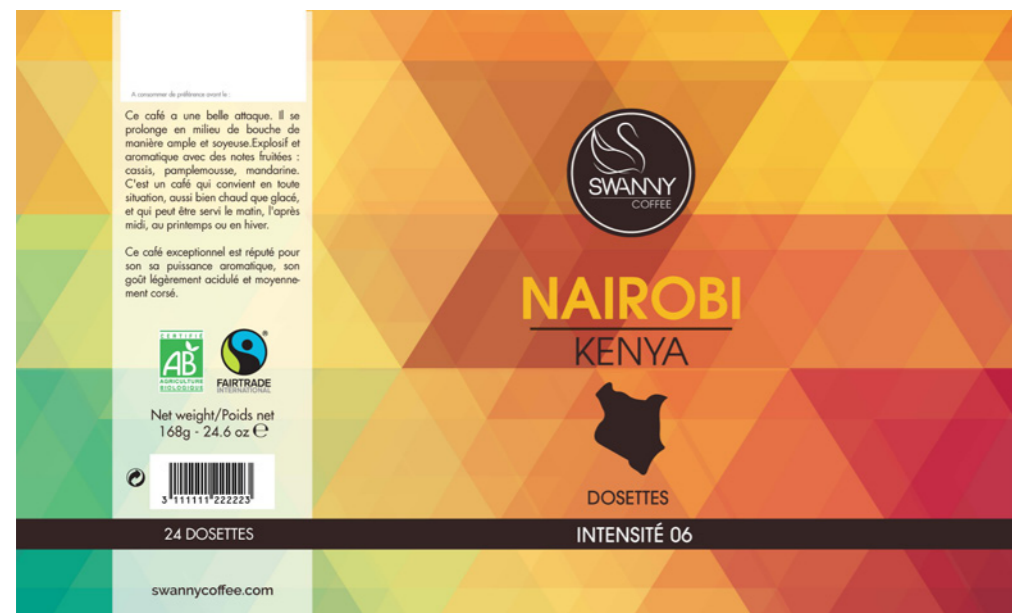 A consommer de préférence avant le :
Ce café a une belle attaque. Il se
prolonge en milieu de bouche de
manière ample et soyeuse.Explosif et
aromatique avec des notes fruitées :
cassis, pamplemousse, mandarine.
C'est un café qui convient en toute
situation, aussi bien chaud que glacé,
et qui peut être servi le matin, l'après
midi, au printemps ou en hiver.
Ce café exceptionnel est réputé pour
son sa puissance aromatique, son
goût légèrement acidulé et moyenne-
ment corsé.
CERTIFIÉ
AB
AGRICULTURE
BIOLOGIQUE
®
FAIRTRADE
INTERNATIONAL
Net weight/Poids net
168g - 24.6 oz ℮
3 111111 222223
24 DOSETTES
swannycoffee.com
SWANNY
COFFEE
NAIROBI
KENYA
DOSETTES
INTENSITÉ 06